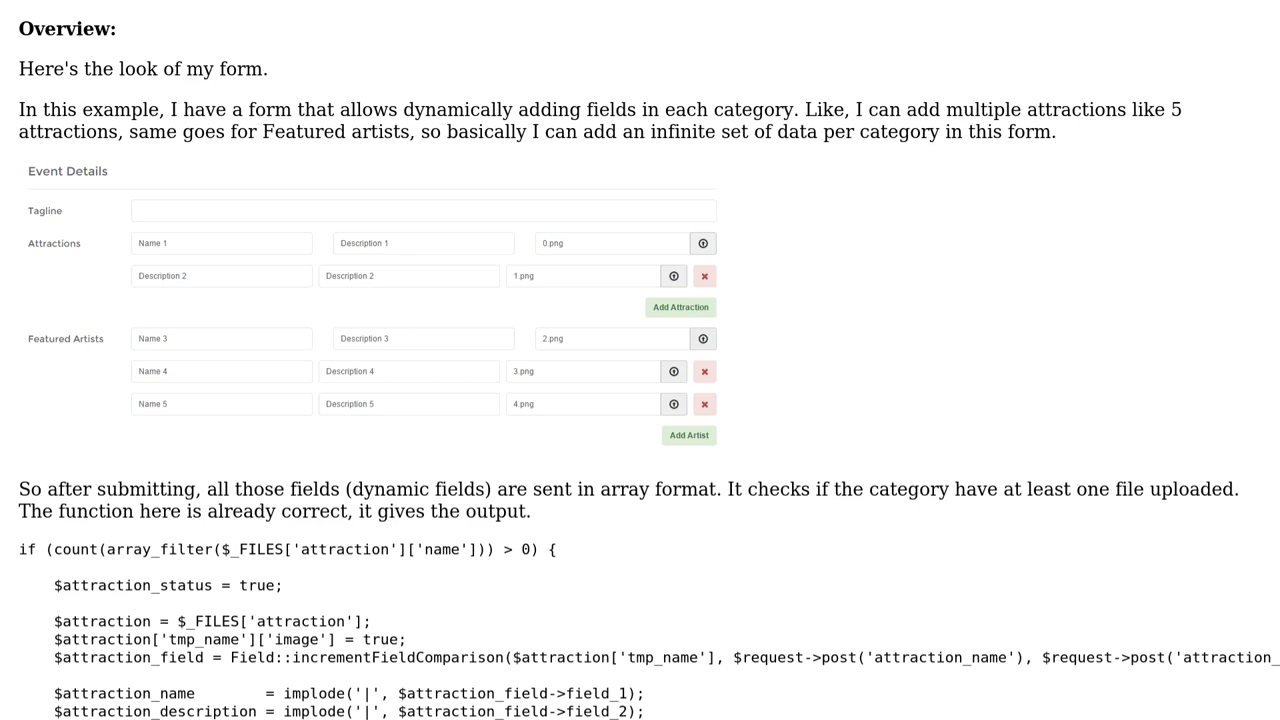 Overview:
Here's the look of my form.
In this example, I have a form that allows dynamically adding fields in each category. Like, I can add multiple attractions like 5
attractions, same goes for Featured artists, so basically I can add an infinite set of data per category in this form.
Event Details
Tagline
Attractions Name 1 Description 1 0.png
Description 2 Description 2 1.png
Add Attraction
Featured Artists Name 3 Description 3 2.png
Name 4 Description 4 3.png
Name 5 Description 5 4.png
Add Artist
So after submitting, all those fields (dynamic fields) are sent in array format. It checks if the category have at least one file uploaded.
The function here is already correct, it gives the output.
if (count(array_filter($_FILES['attraction']['name'])) > 0) {
    $attraction_status = true;
    $attraction = $_FILES['attraction'];
    $attraction['tmp_name']['image'] = true;
    $attraction_field = Field::incrementFieldComparison($attraction['tmp_name'], $request->post('attraction_name'), $request->post('attraction_
    $attraction_name        = implode('|', $attraction_field->field_1);
    $attraction_description = implode('|', $attraction_field->field_2);